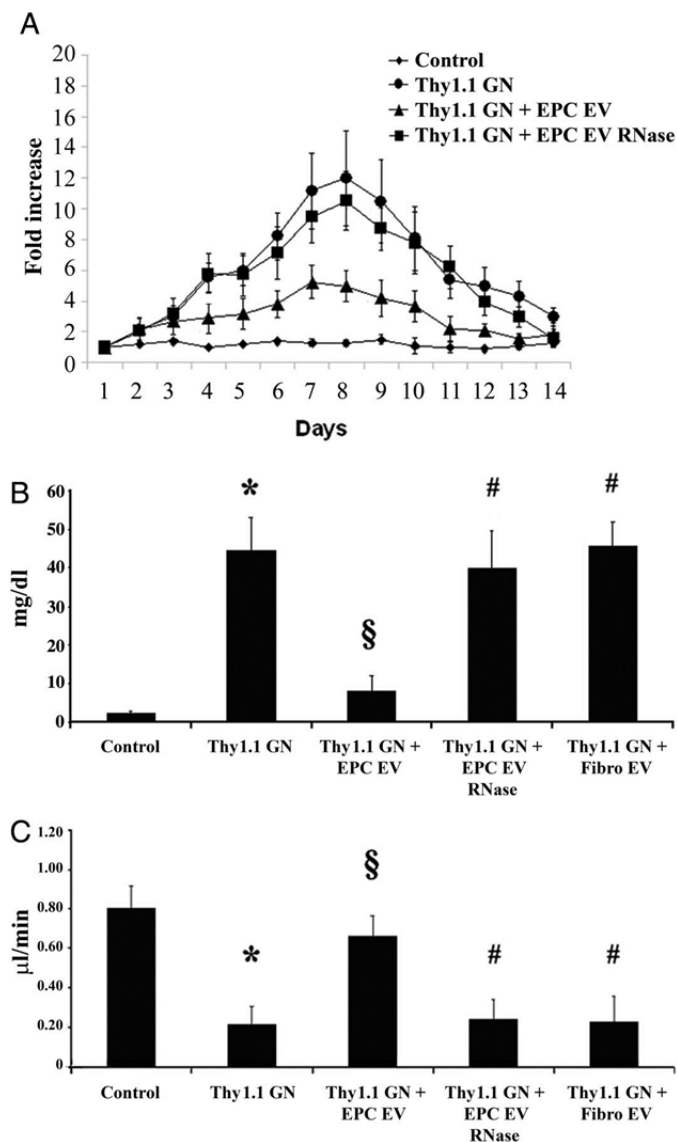 A
Fold increase
20
18
16
14
12
10
8
6
4
2
0
Control
Thy1.1 GN
Thy1.1 GN + EPC EV
Thy1.1 GN + EPC EV RNase
1 2 3 4 5 6 7 8 9 10 11 12 13 14
Days
B
mg/dl
60
50
40
30
20
10
0
* § # #
Control
Thy1.1 GN
Thy1.1 GN +
EPC EV
Thy1.1 GN +
EPC EV
RNase
Thy1.1 GN +
Fibro EV
C
µl/min
1.20
1.00
0.80
0.60
0.40
0.20
0
* § # #
Control
Thy1.1 GN
Thy1.1 GN +
EPC EV
Thy1.1 GN +
EPC EV
RNase
Thy1.1 GN +
Fibro EV